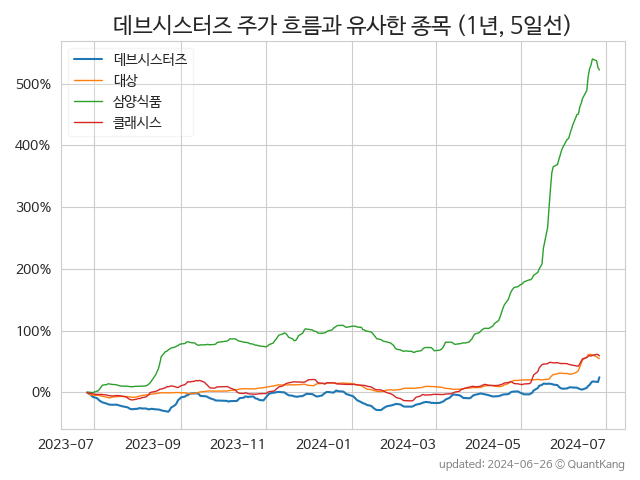 데브시스터즈 주가 흐름과 유사한 종목 (1년, 5일선)
데브시스터즈
대상
삼양식품
클래시스
500%
400%
300%
200%
100%
0%
2023-07 2023-09 2023-11 2024-01 2024-03 2024-05 2024-07
updated: 2024-06-26 © QuantKang